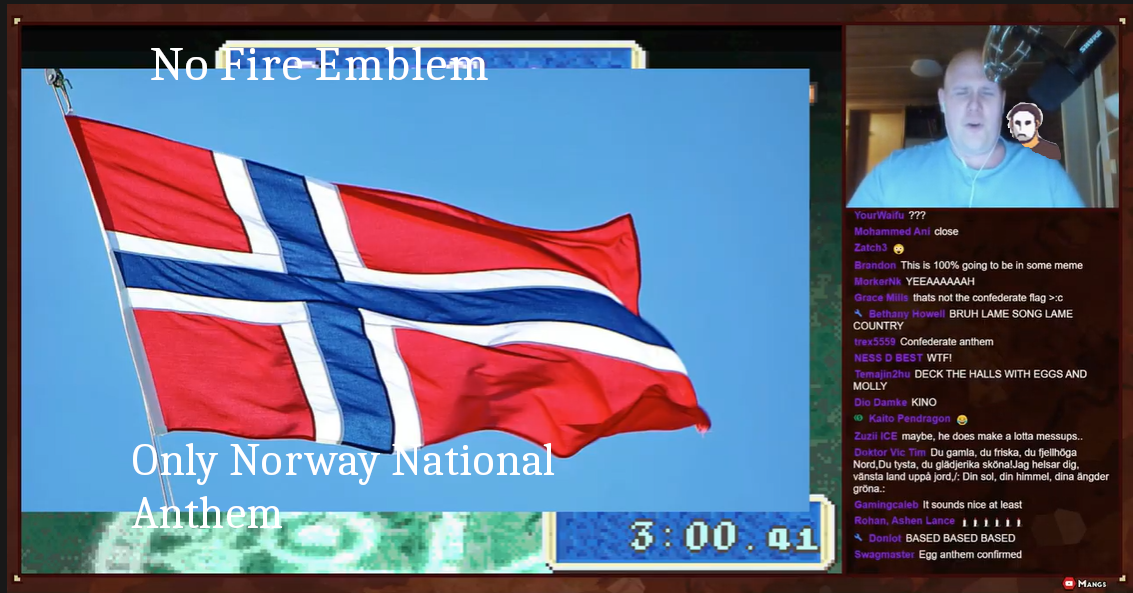 No Fire Emblem
Only Norway National
Anthem
3:00.41
SHURE
YourWaifu ???
Mohammed Ani close
Zatch3
Brandon This is 100% going to be in some meme
MorkerNk YEEAAAAAAH
Grace Mills thats not the confederate flag >:c
Bethany Howell BRUH LAME SONG LAME
COUNTRY
trex5559 Confederate anthem
NESS D BEST WTF!
Temajin2hu DECK THE HALLS WITH EGGS AND
MOLLY
Dio Damke KINO
Kaito Pendragon
Zuzii ICE maybe, he does make a lotta messups..
Doktor Vic Tim Du gamla, du friska, du fjellhöga
Nord,Du tysta, du glädjerika sköna!Jag helsar dig,
vänsta land uppå jord,/: Din sol, din himmel, dina ängder
gröna.:
Gamingcaleb It sounds nice at least
Rohan, Ashen Lance
Donlot BASED BASED BASED
Swagmaster Egg anthem confirmed
MANGS